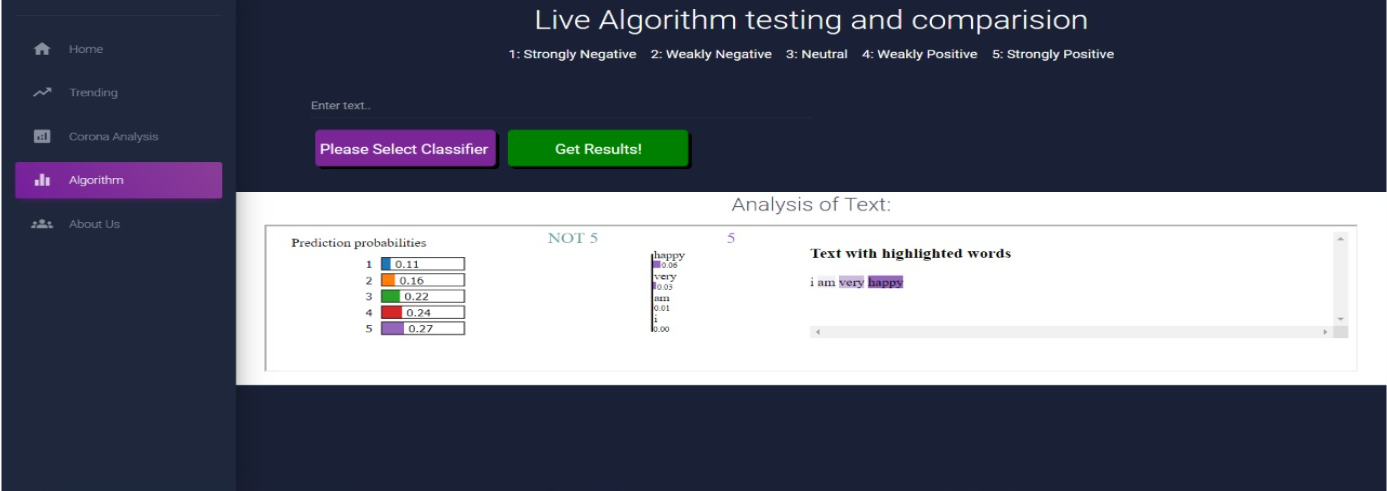 Home
Trending
Corona Analysis
Algorithm
About Us
Live Algorithm testing and comparision
1: Strongly Negative 2: Weakly Negative 3: Neutral 4: Weakly Positive 5: Strongly Positive
Enter text..
Please Select Classifier
Get Results!
Analysis of Text:
Prediction probabilities
1 0.11
2 0.16
3 0.22
4 0.24
5 0.27
NOT 5
5
happy
0.06
very
0.03
am
0.01
i
0.00
Text with highlighted words
i am very happy